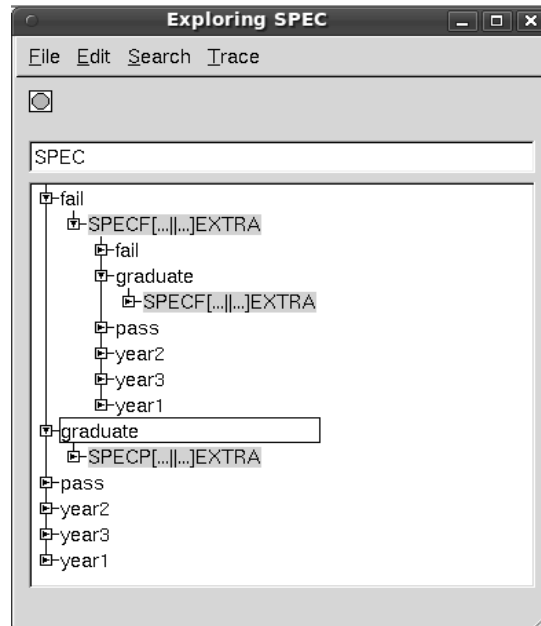 Exploring SPEC
File Edit Search Trace
SPEC
fail
SPECF[...||...]EXTRA
fail
graduate
SPECF[...||...]EXTRA
pass
year2
year3
year1
graduate
SPECP[...||...]EXTRA
pass
year2
year3
year1